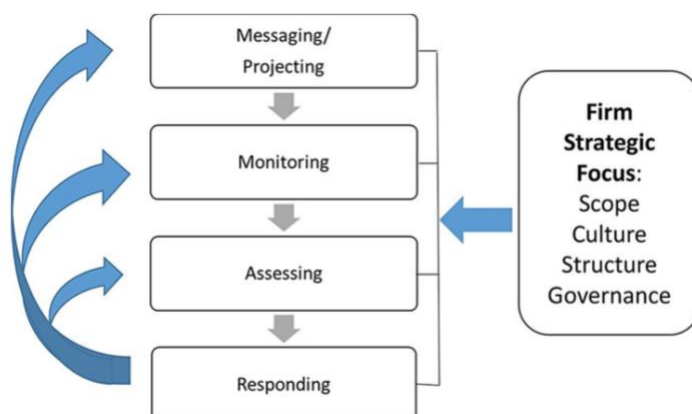 Messaging/
Projecting
Monitoring
Assessing
Responding
Firm
Strategic
Focus:
Scope
Culture
Structure
Governance